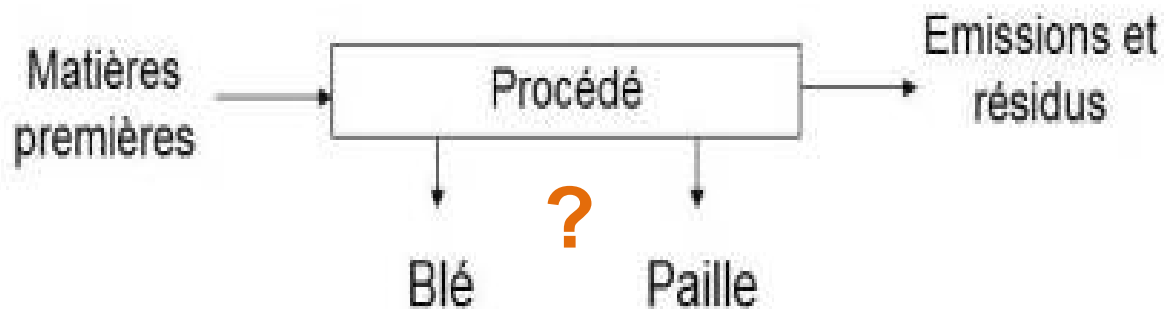 Matières
premières
Procédé
Emissions et
résidus
?
Blé
Paille